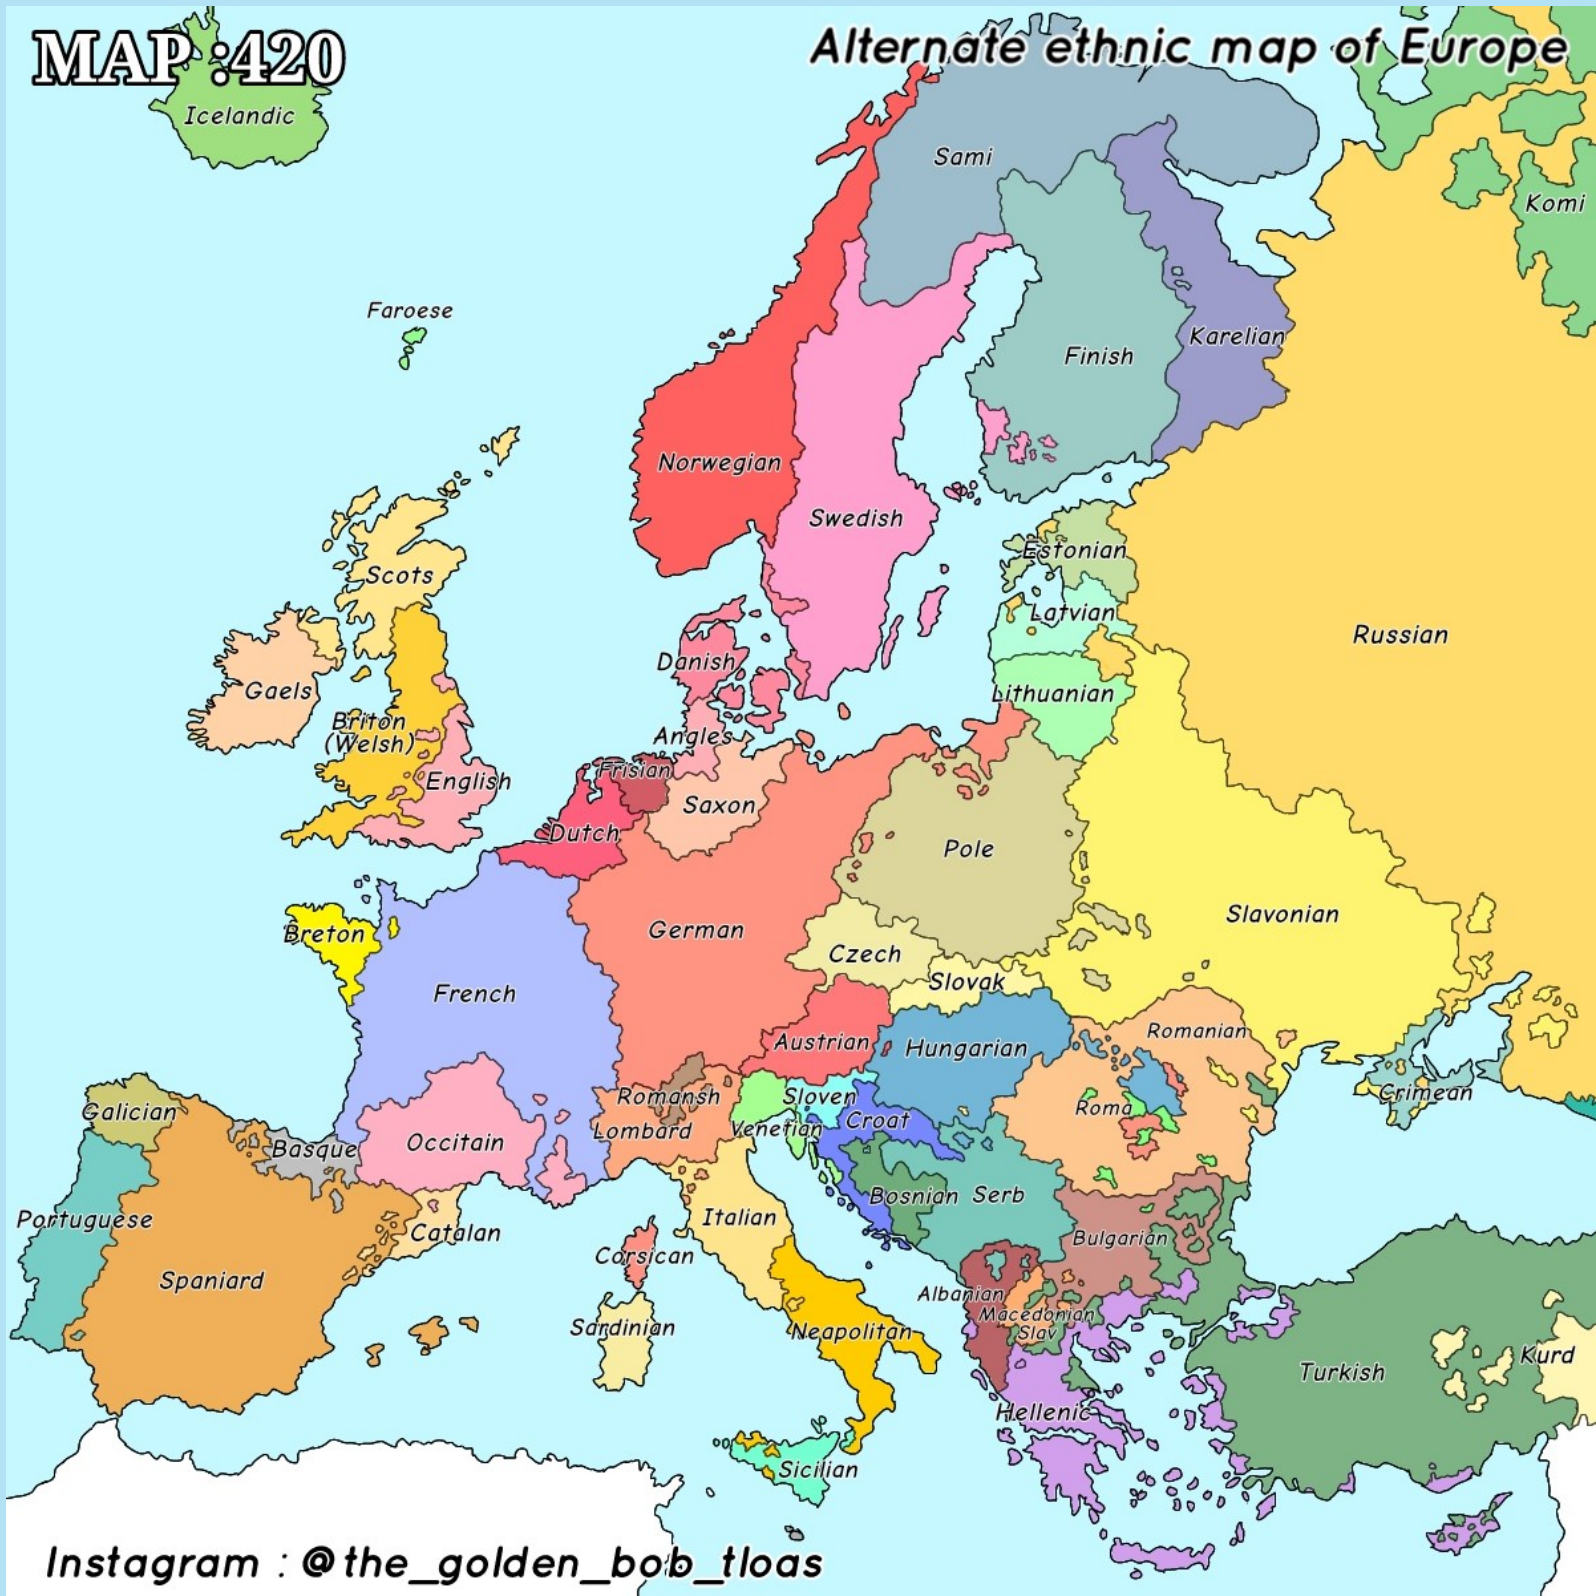 MAP :420
Alternate ethnic map of Europe
Icelandic
Sami
Komi
Faroese
Karelian
Finish
Norwegian
Swedish
Estonian
Scots
Latvian
Russian
Danish
Gaels
Lithuanian
Briton
(Welsh)
Angles
Frisian
English
Saxon
Dutch
Pole
Slavonian
German
Breton
Czech
Slovak
French
Romanian
Austrian
Hungarian
Crimean
Romansh
Sloven
Galician
Roma
Croat
Venetian
Lombard
Occitain
Basque
Bosnian
Serb
Portuguese
Italian
Catalan
Bulgarian
Corsican
Spaniard
Albanian
Macedonian
Slav
Sardinian
Neapolitan
Kurd
Turkish
Hellenic
Sicilian
Instagram : @the_golden_bob_tloas